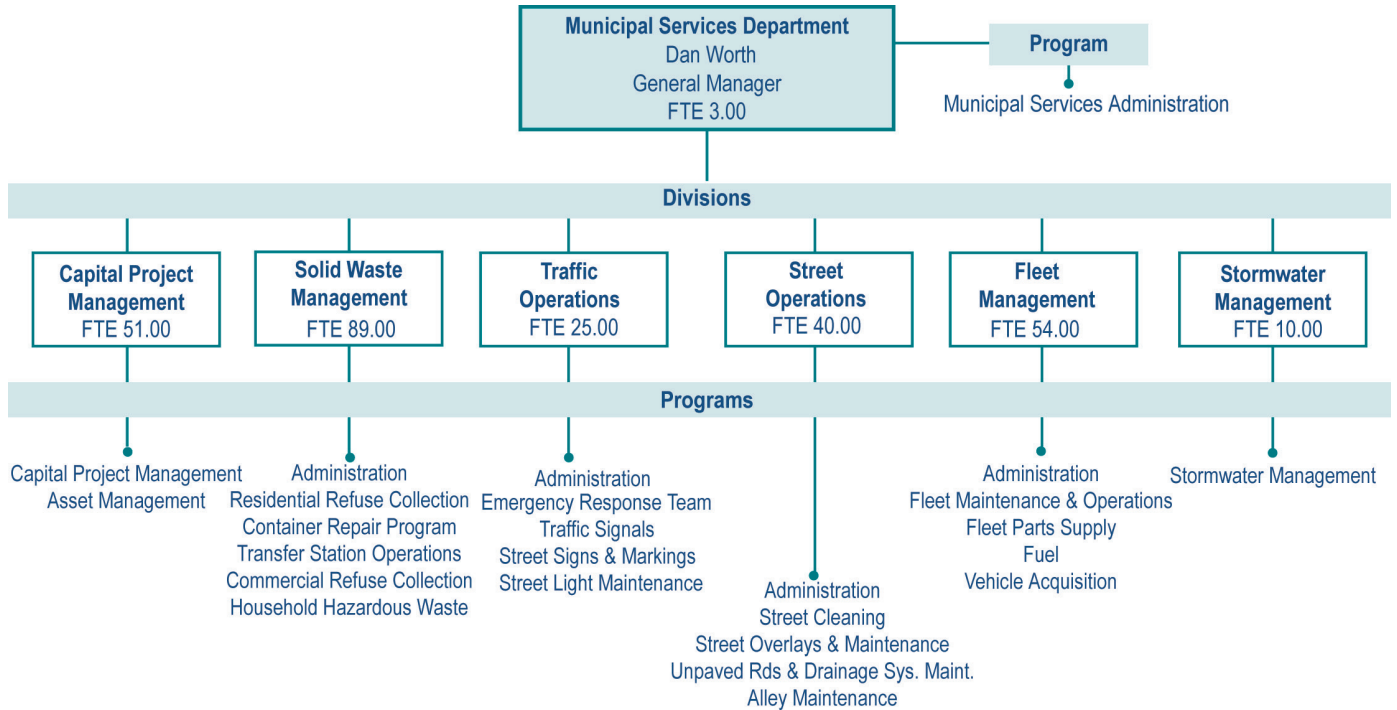 Municipal Services Department
Dan Worth
General Manager
FTE 3.00
Program
Municipal Services Administration
Divisions
Capital Project
Management
FTE 51.00
Solid Waste
Management
FTE 89.00
Traffic
Operations
FTE 25.00
Street
Operations
FTE 40.00
Fleet
Management
FTE 54.00
Stormwater
Management
FTE 10.00
Programs
Capital Project Management
Asset Management
Administration
Residential Refuse Collection
Container Repair Program
Transfer Station Operations
Commercial Refuse Collection
Household Hazardous Waste
Administration
Emergency Response Team
Traffic Signals
Street Signs & Markings
Street Light Maintenance
Administration
Street Cleaning
Street Overlays & Maintenance
Unpaved Rds & Drainage Sys. Maint.
Alley Maintenance
Administration
Fleet Maintenance & Operations
Fleet Parts Supply
Fuel
Vehicle Acquisition
Stormwater Management